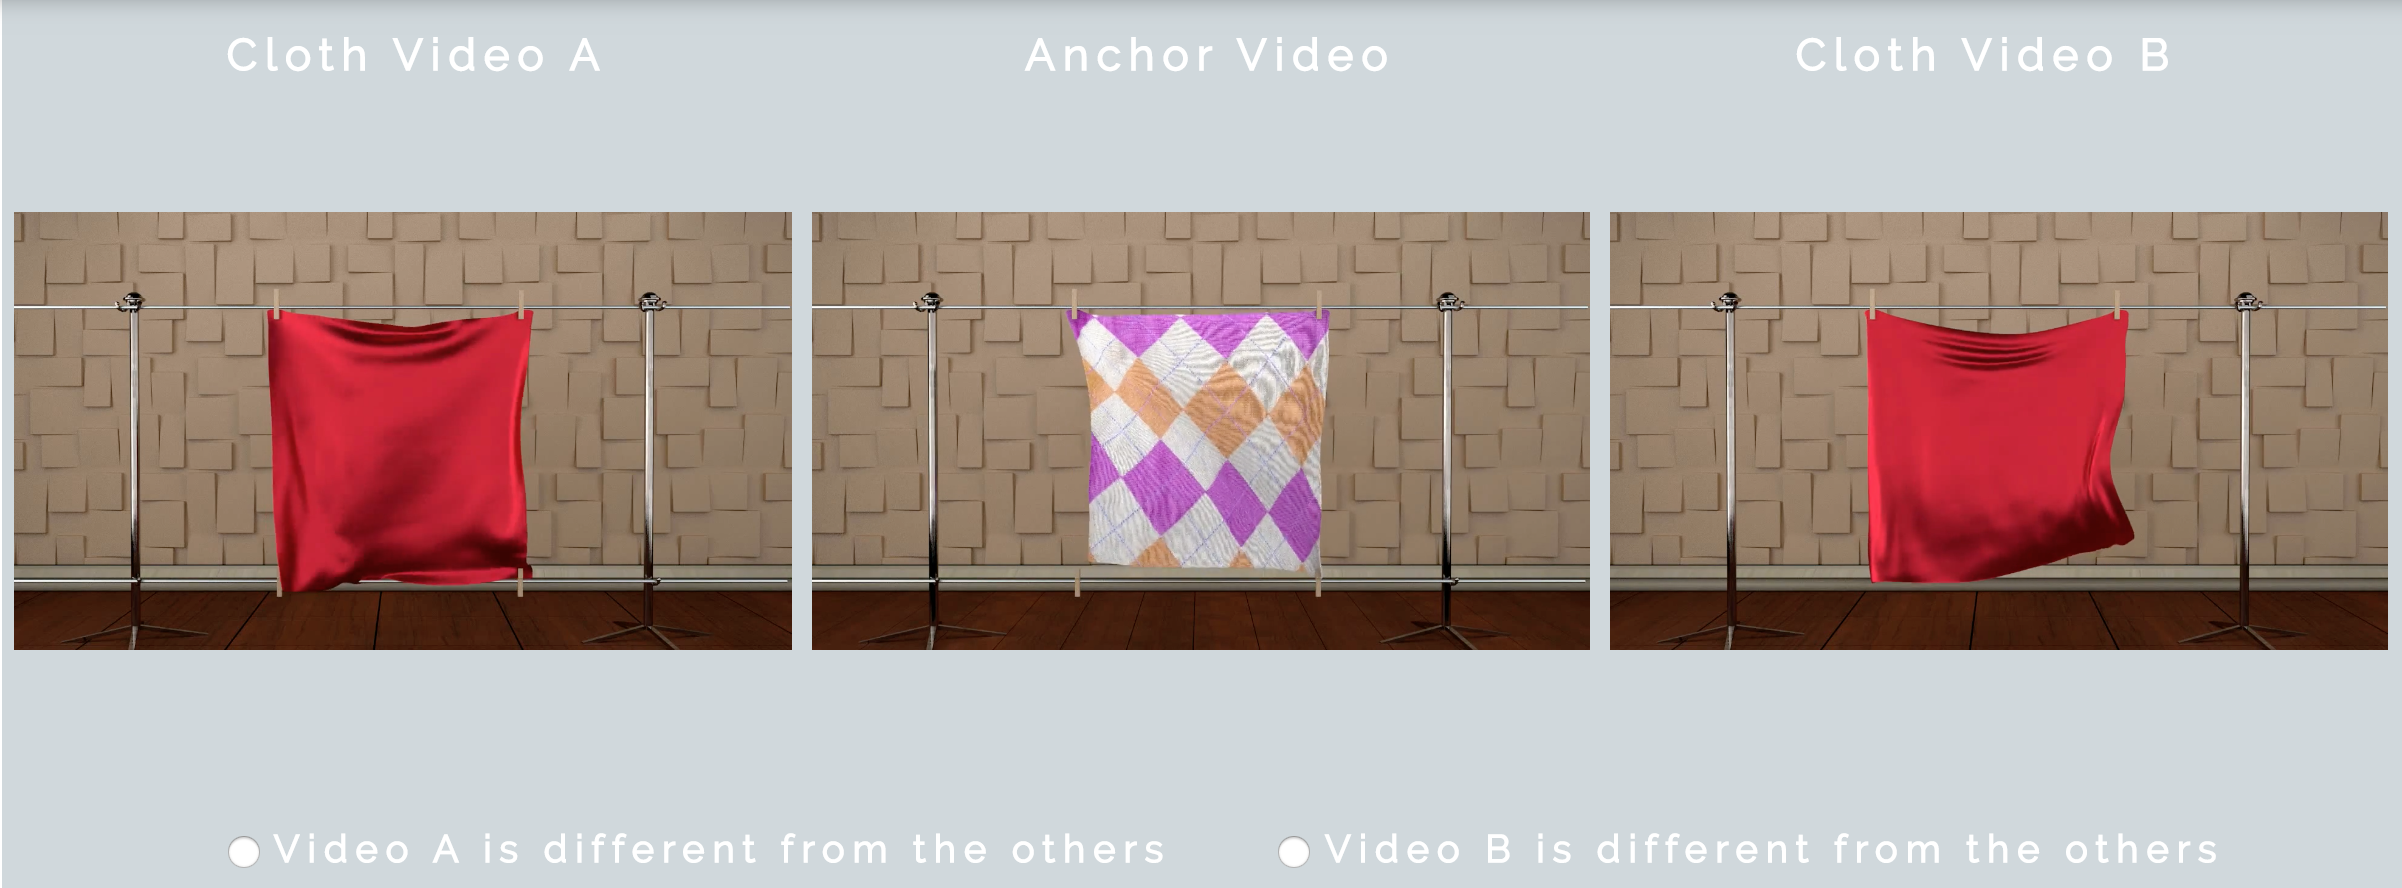 Cloth Video A
Anchor Video
Cloth Video B
Video A is different from the others
Video B is different from the others